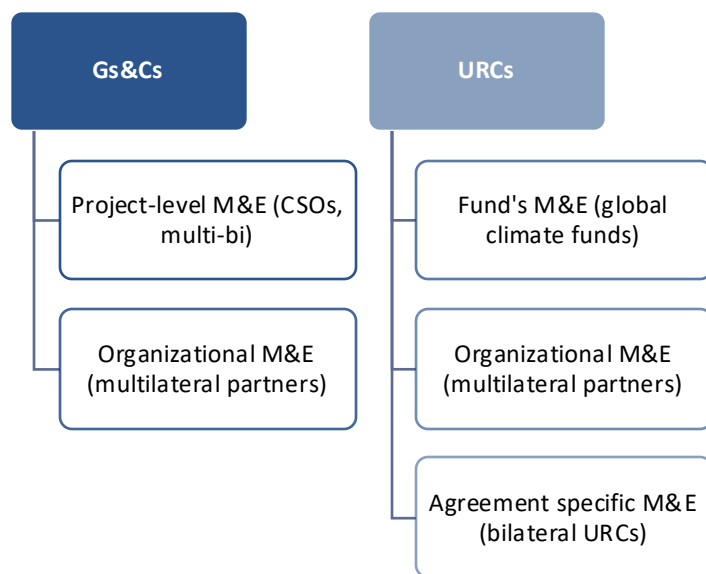 Gs&Cs
Project-level M&E (CSOs,
multi-bi)
Organizational M&E
(multilateral partners)
URCs
Fund's M&E (global
climate funds)
Organizational M&E
(multilateral partners)
Agreement specific M&E
(bilateral URCs)